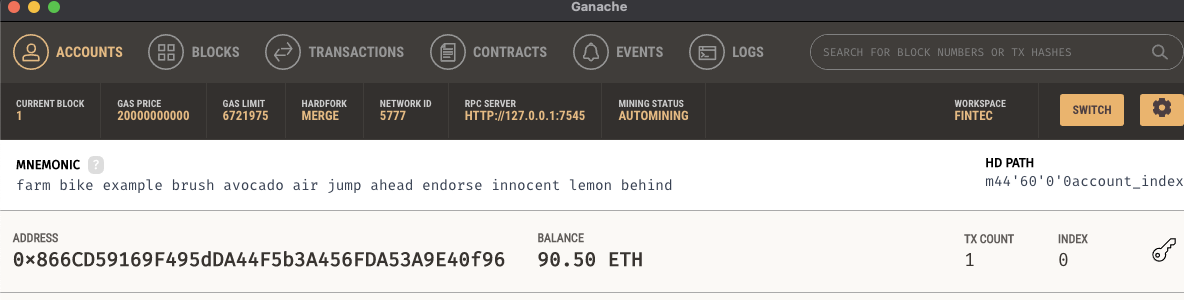 Ganache
ACCOUNTS BLOCKS TRANSACTIONS CONTRACTS EVENTS LOGS SEARCH FOR BLOCK NUMBERS OR TX HASHES
CURRENT BLOCK GAS PRICE GAS LIMIT HARDFORK NETWORK ID RPC SERVER MINING STATUS WORKSPACE
1 20000000000 6721975 MERGE 5777 HTTP://127.0.0.1:7545 AUTOMINING FINTEC SWITCH
MNEMONIC ? HD PATH
farm bike example brush avocado air jump ahead endorse innocent lemon behind m44'60'0'0account_index
ADDRESS BALANCE TX COUNT INDEX
0×866CD59169F495dDA44F5b3A456FDA53A9E40f96 90.50 ETH 1 0